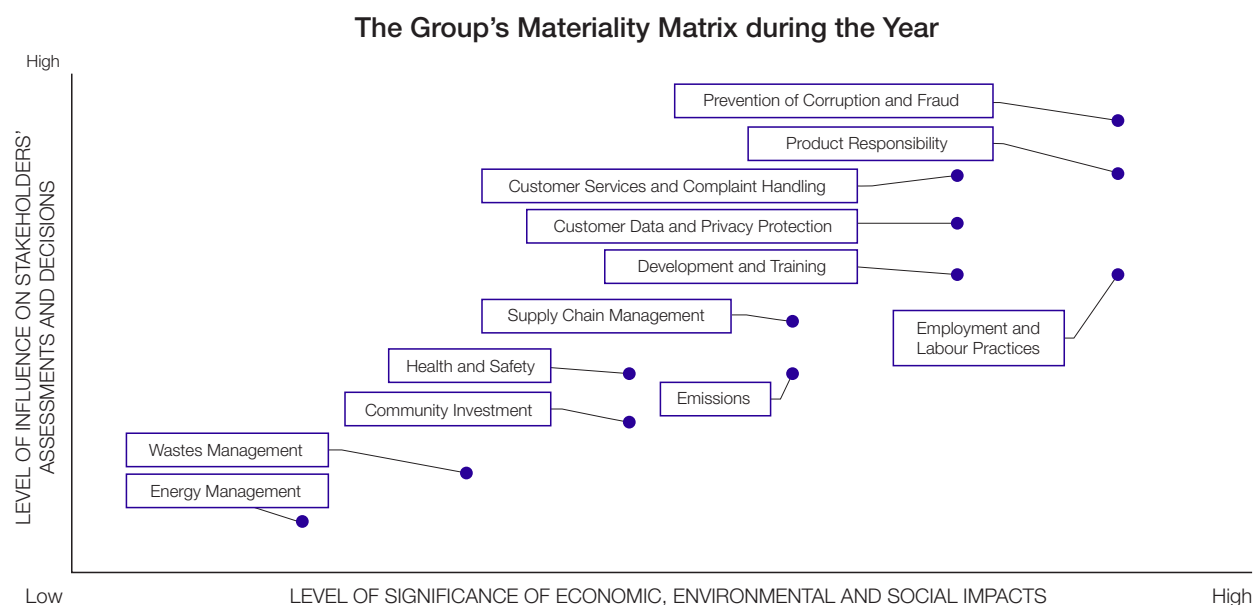 The Group's Materiality Matrix during the Year
High
LEVEL OF INFLUENCE ON STAKEHOLDERS'
ASSESSMENTS AND DECISIONS
Prevention of Corruption and Fraud
Product Responsibility
Customer Services and Complaint Handling
Customer Data and Privacy Protection
Development and Training
Supply Chain Management
Employment and
Labour Practices
Health and Safety
Emissions
Community Investment
Wastes Management
Energy Management
Low
LEVEL OF SIGNIFICANCE OF ECONOMIC, ENVIRONMENTAL AND SOCIAL IMPACTS
High